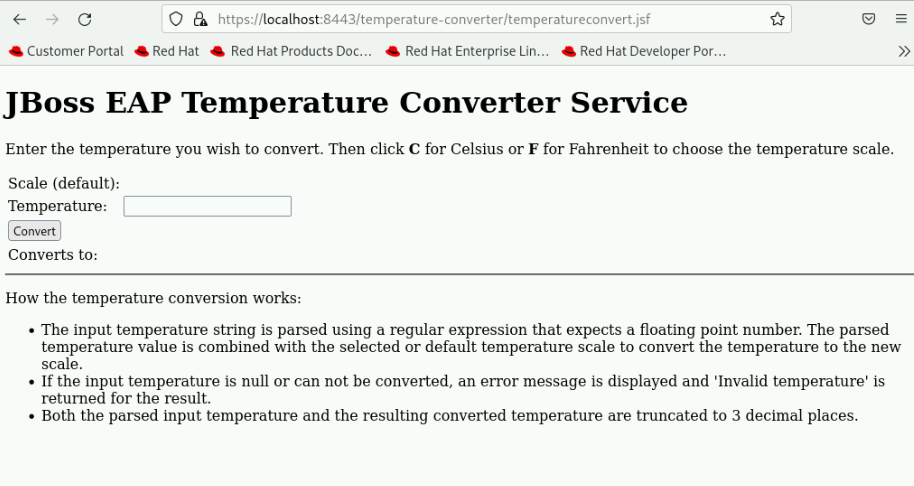 https://localhost:8443/temperature-converter/temperatureconvert.jsf
Customer Portal Red Hat Red Hat Products Doc… Red Hat Enterprise Lin… Red Hat Developer Por…
JBoss EAP Temperature Converter Service
Enter the temperature you wish to convert. Then click C for Celsius or F for Fahrenheit to choose the temperature scale.
Scale (default):
Temperature:
Convert
Converts to:
How the temperature conversion works:
• The input temperature string is parsed using a regular expression that expects a floating point number. The parsed
temperature value is combined with the selected or default temperature scale to convert the temperature to the new
scale.
• If the input temperature is null or can not be converted, an error message is displayed and 'Invalid temperature' is
returned for the result.
• Both the parsed input temperature and the resulting converted temperature are truncated to 3 decimal places.